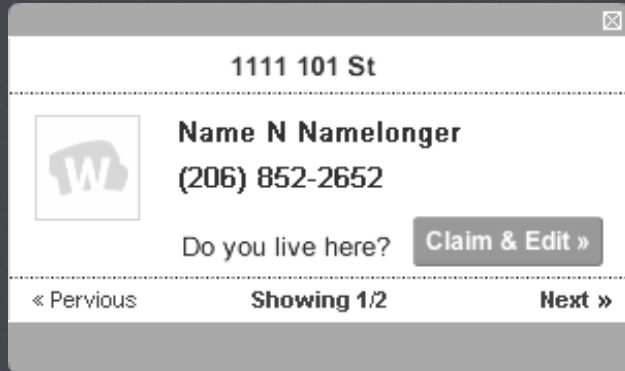 1111 101 St
Name N Namelonger
W
(206) 852-2652
Do you live here? Claim & Edit »
« Pervious Showing 1/2 Next »